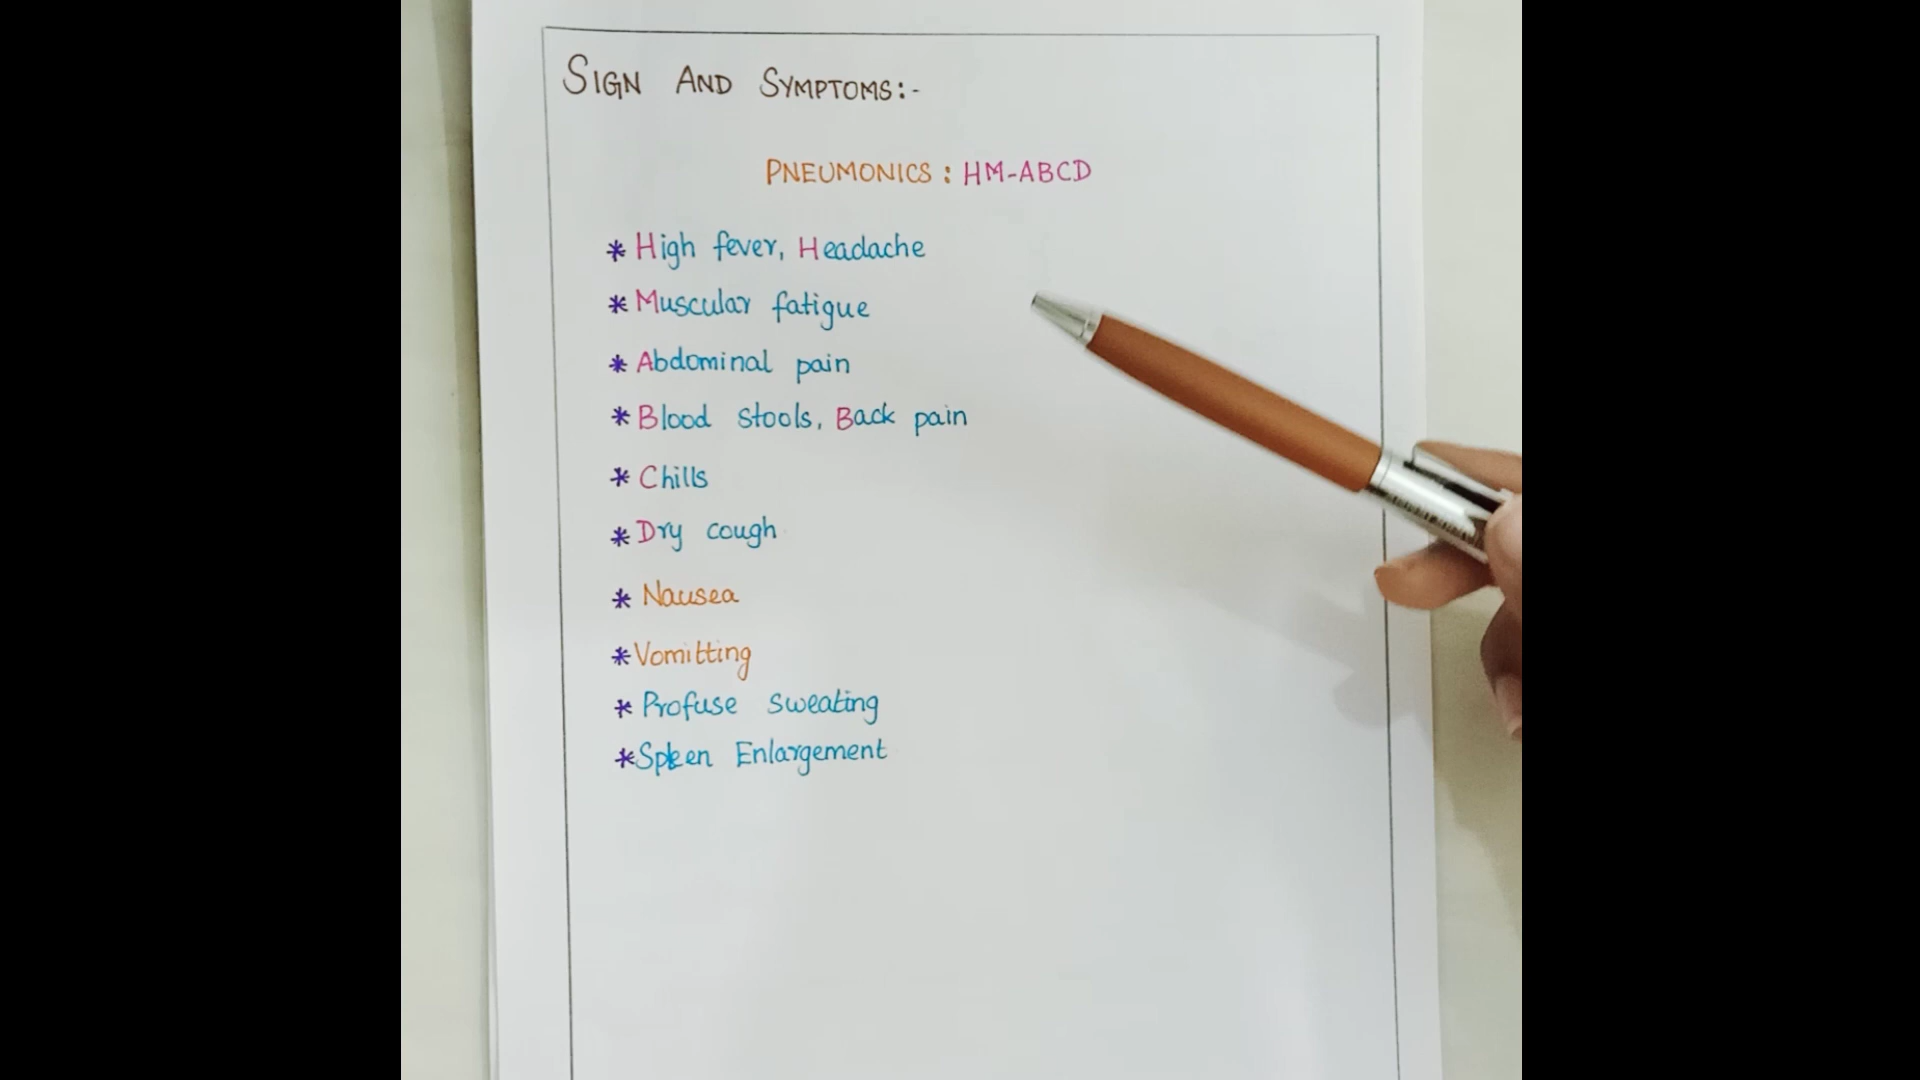 SIGN AND SYMPTOMS:-
PNEUMONICS : HM-ABCD
* High fever, Headache
* Muscular fatigue
* Abdominal pain
* Blood stools, Back pain
* Chills
* Dry cough
* Nausea
* Vomitting
* Profuse sweating
* Spleen Enlargement